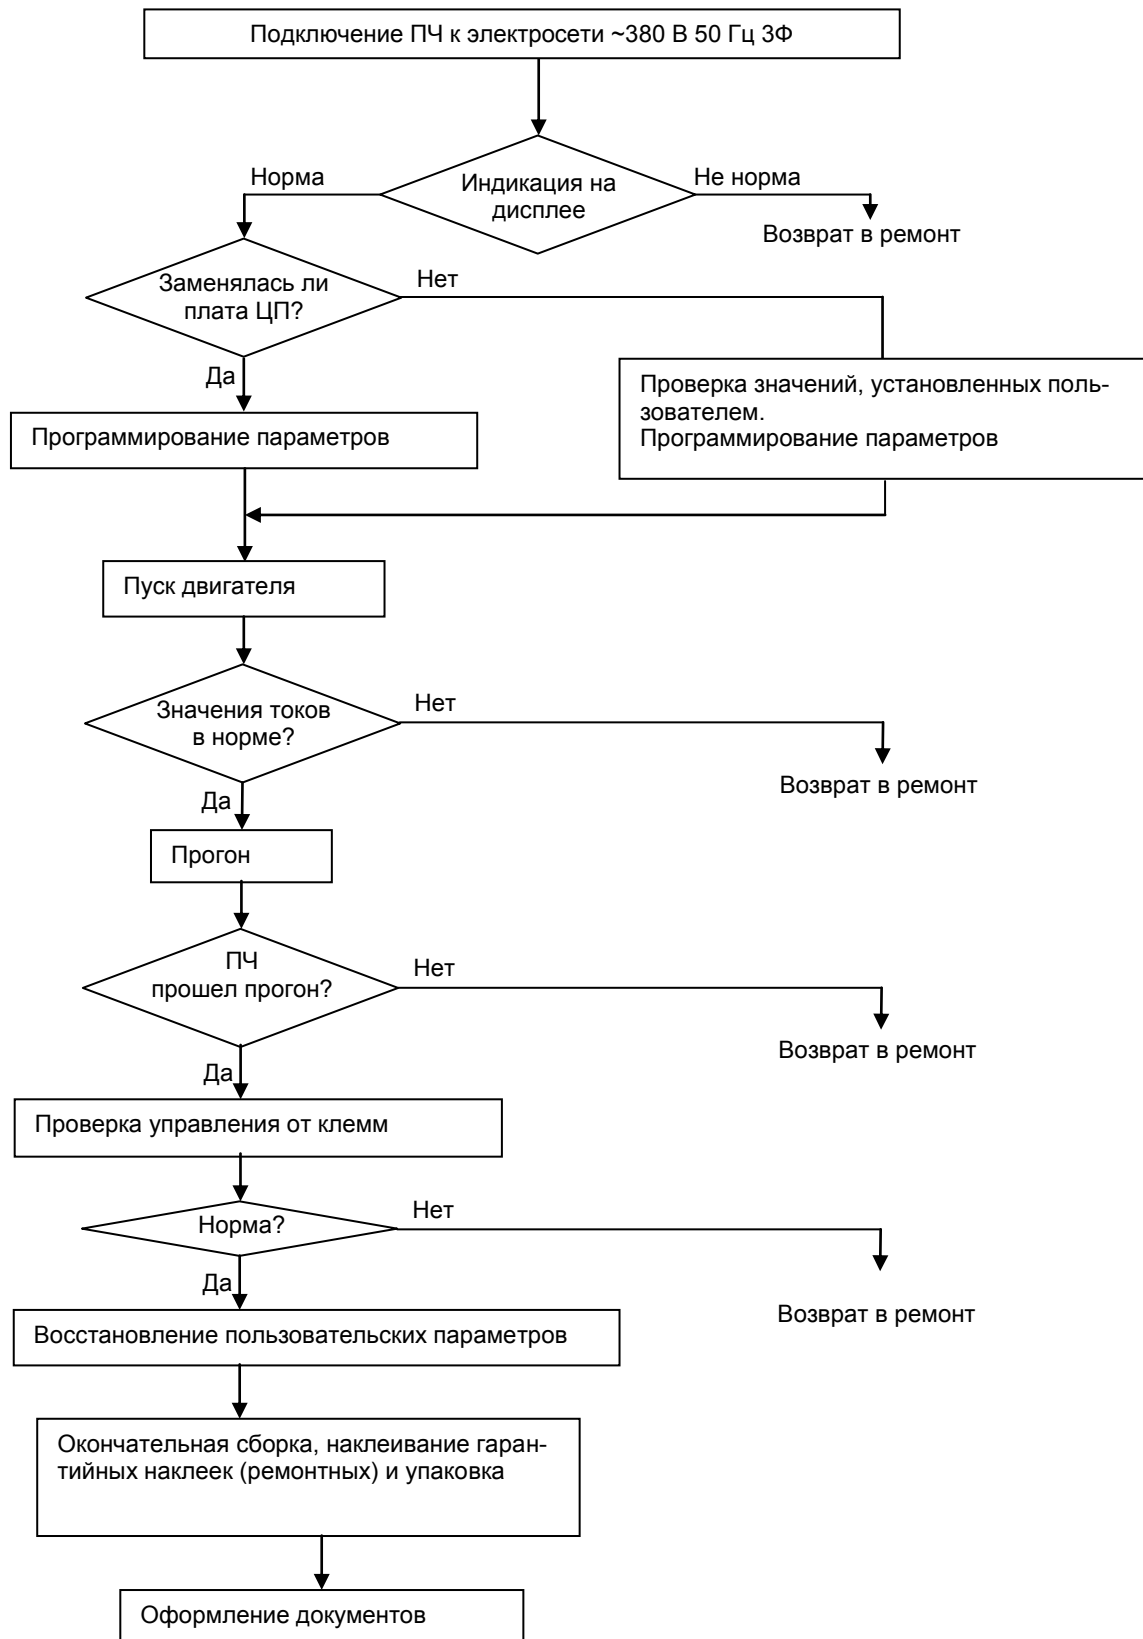 Подключение ПЧ к электросети ~380 В 50 Гц 3Ф
Норма
Индикация на
дисплее
Не норма
Возврат в ремонт
Заменялась ли
плата ЦП?
Нет
Да
Проверка значений, установленных поль-
зователем.
Программирование параметров
Программирование параметров
Пуск двигателя
Значения токов
в норме?
Нет
Возврат в ремонт
Да
Прогон
ПЧ
прошел прогон?
Нет
Возврат в ремонт
Да
Проверка управления от клемм
Норма?
Нет
Да
Возврат в ремонт
Восстановление пользовательских параметров
Окончательная сборка, наклеивание гаран-
тийных наклеек (ремонтных) и упаковка
Оформление документов